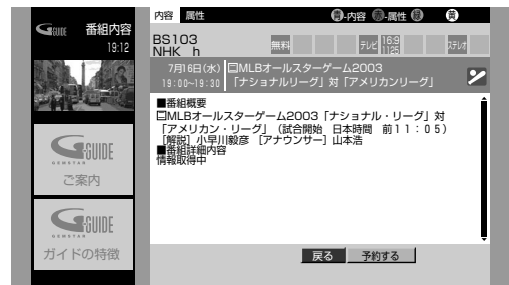 GGUIDE 番組内容
19:12
内容 属性
青-内容 赤-属性 緑 黄
BS103
NHK h
無料 テレビ 16:9 1125 ステレオ
7月16日(水) 二MLBオールスターゲーム2003
19:00~19:30 「ナショナルリーグ」対「アメリカンリーグ」
■番組概要
二MLBオールスターゲーム2003「ナショナル・リーグ」対
「アメリカン・リーグ」(試合開始 日本時間 前11:05)
[解説]小早川毅彦 [アナウンサー]山本浩
■番組詳細内容
情報取得中
GGUIDE
GEMSTAR
ご案内
GGUIDE
GEMSTAR
ガイドの特徴
戻る 予約する